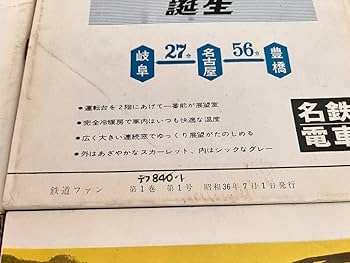 誕生
岐阜 27分 名古屋 56分 豊橋
●運転台を2階にあげて一番前が展望室
●完全冷暖房で車内はいつも快適な温度
●広く大きい連続窓でゆっくり展望がたのしめる
●外はあざやかなスカーレット、内はシックなグレー
名鉄
電車
テ840-1
鉄道ファン 第1巻 第1号 昭和36年7月1日発行